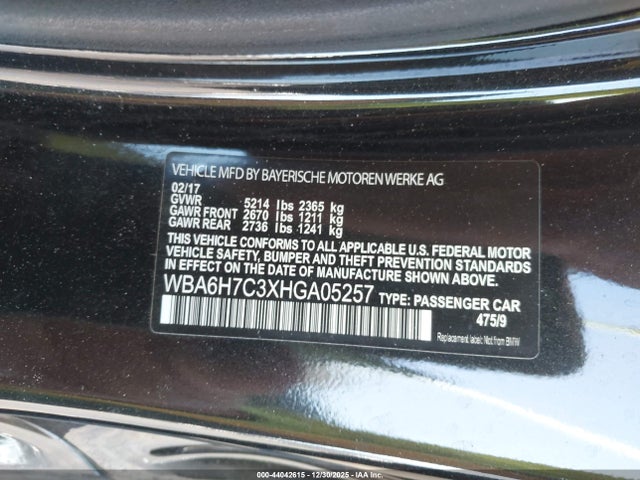 VEHICLE MFD BY BAYERISCHE MOTOREN WERKE AG
02/17
GVWR 5214 lbs 2365 kg
GAWR FRONT 2670 lbs 1211 kg
GAWR REAR 2736 lbs 1241 kg
THIS VEHICLE CONFORMS TO ALL APPLICABLE U.S. FEDERAL MOTOR
VEHICLE SAFETY, BUMPER, AND THEFT PREVENTION STANDARDS
IN EFFECT ON THE DATE OF MANUFACTURE SHOWN ABOVE.
WBA6H7C3XHGA05257 TYPE: PASSENGER CAR
475/9
Replacement label: Not from BMW
000-44042615 - 12/30/2025 - IAA Inc.